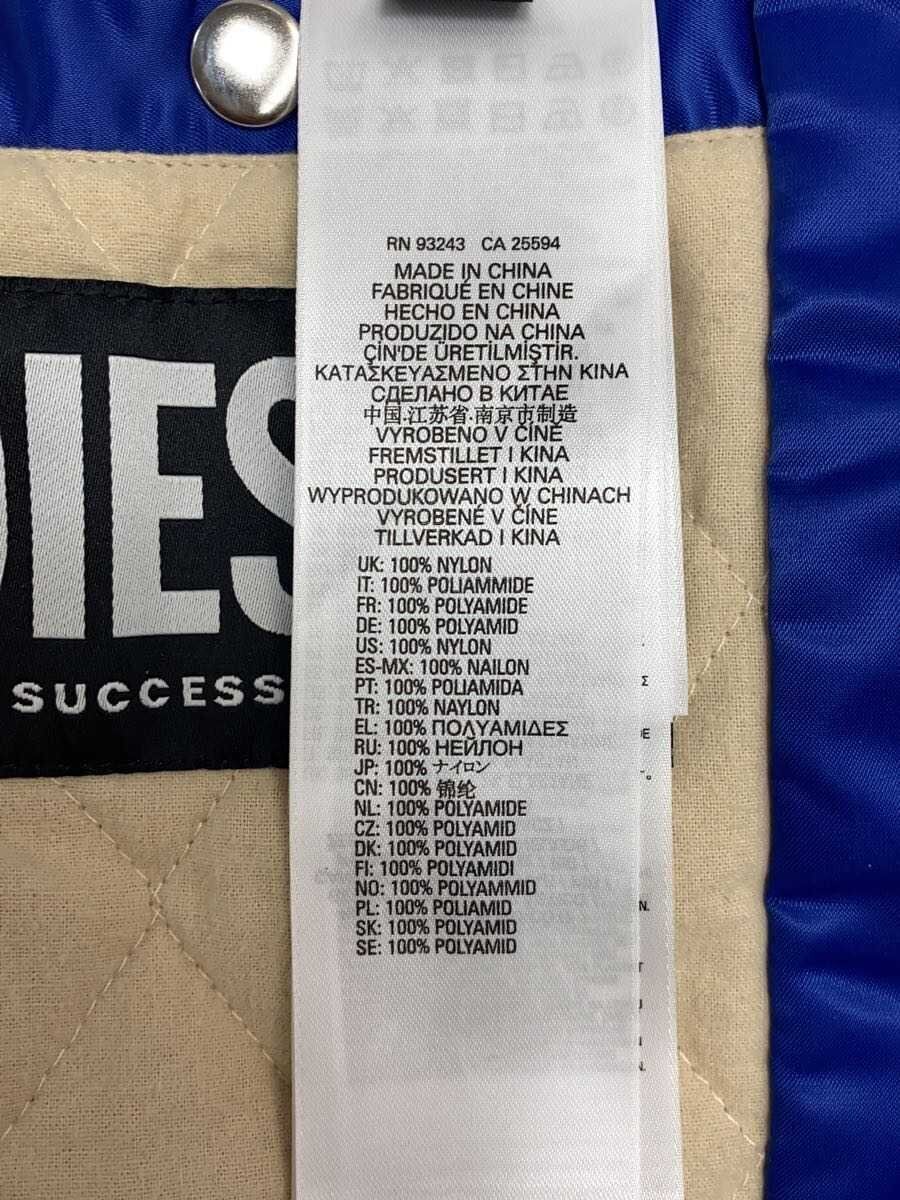 RN 93243 CA 25594
MADE IN CHINA
FABRIQUÉ EN CHINE
HECHO EN CHINA
PRODUZIDO NA CHINA
ÇİN'DE ÜRETİLMİŞTİR.
ΚΑΤΑΣΚΕΥΑΣΜΕΝΟ ΣΤΗΝ ΚΙΝΑ
СДЕЛАНО В КИТАЕ
中国.江苏省.南京市制造
VYROBENO V ČÍNĚ
FREMSTILLET I KINA
PRODUSERT I KINA
WYPRODUKOWANO W CHINACH
VYROBENÉ V ČÍNE
TILLVERKAD I KINA
UK: 100% NYLON
IT: 100% POLIAMMIDE
FR: 100% POLYAMIDE
DE: 100% POLYAMID
US: 100% NYLON
ES-MX: 100% NAILON
PT: 100% POLIAMIDA
TR: 100% NAYLON
EL: 100% ΠΟΛΥΑΜΙΔΕΣ
RU: 100% НЕЙЛОН
JP: 100% ナイロン
CN: 100% 锦纶
NL: 100% POLYAMIDE
CZ: 100% POLYAMID
DK: 100% POLYAMID
FI: 100% POLYAMIDI
NO: 100% POLYAMMID
PL: 100% POLIAMID
SK: 100% POLYAMID
SE: 100% POLYAMID
DIES
SUCCESS